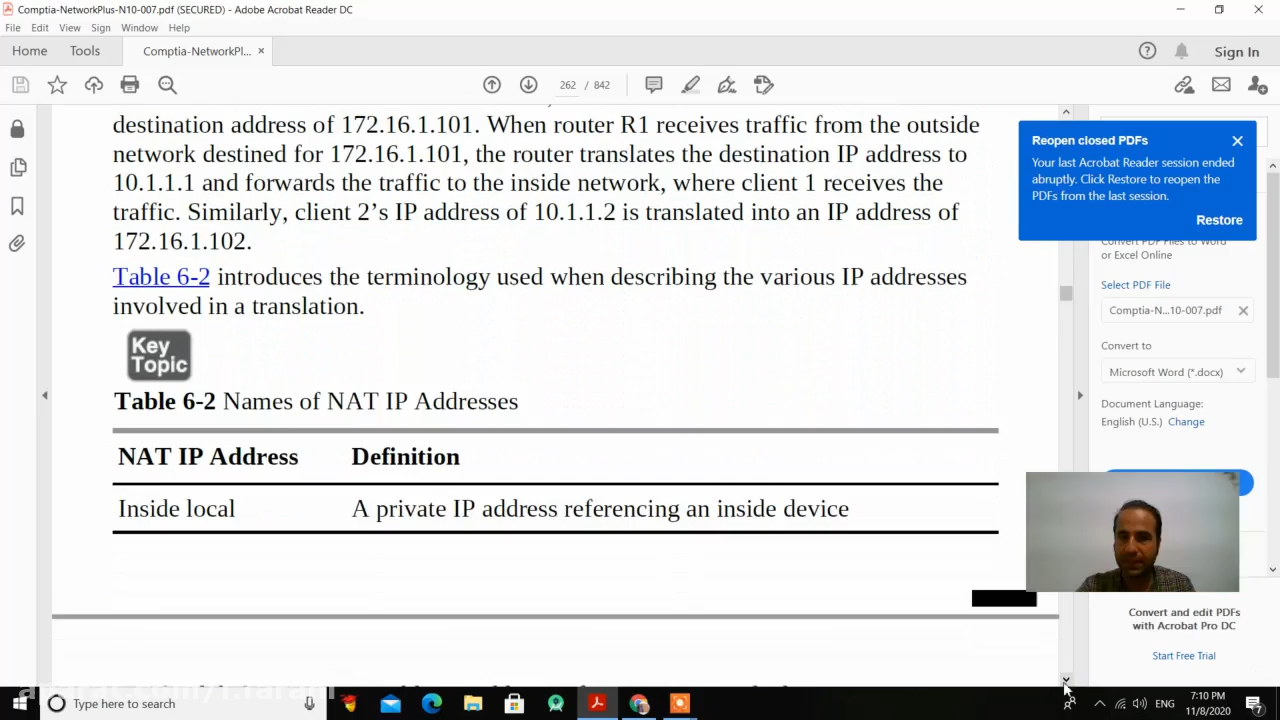 Comptia-NetworkPlus-N10-007.pdf (SECURED) - Adobe Acrobat Reader DC
File Edit View Sign Window Help
Home Tools Comptia-NetworkPl... × Sign In
262 / 842
destination address of 172.16.1.101. When router R1 receives traffic from the outside
network destined for 172.16.1.101, the router translates the destination IP address to
10.1.1.1 and forwards the traffic to the inside network, where client 1 receives the
traffic. Similarly, client 2’s IP address of 10.1.1.2 is translated into an IP address of
172.16.1.102.
Table 6-2 introduces the terminology used when describing the various IP addresses
involved in a translation.
Key
Topic
Table 6-2 Names of NAT IP Addresses
NAT IP Address Definition
Inside local A private IP address referencing an inside device
Reopen closed PDFs
Your last Acrobat Reader session ended
abruptly. Click Restore to reopen the
PDFs from the last session.
Restore
Convert PDF Files to Word
or Excel Online
Select PDF File
Comptia-N...10-007.pdf
Convert to
Microsoft Word (*.docx)
Document Language:
English (U.S.) Change
Convert and edit PDFs
with Acrobat Pro DC
Start Free Trial
Type here to search
ENG
7:10 PM
11/8/2020
7